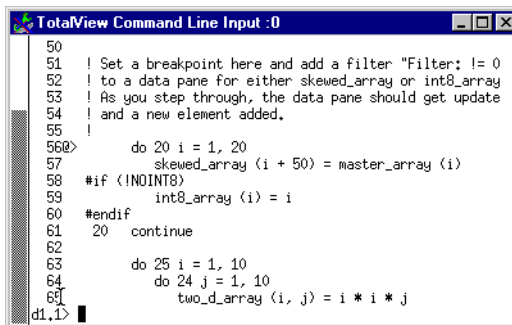 TotalView Command Line Input :0
50
51 ! Set a breakpoint here and add a filter "Filter: != 0
52 ! to a data pane for either skewed_array or int8_array
53 ! As you step through, the data pane should get update
54 ! and a new element added.
55 !
56@> do 20 i = 1, 20
57 skewed_array (i + 50) = master_array (i)
58 #if (!NOINT8)
59 int8_array (i) = i
60 #endif
61 20 continue
62
63 do 25 i = 1, 10
64 do 24 j = 1, 10
65 two_d_array (i, j) = i * i * j
d1.1>